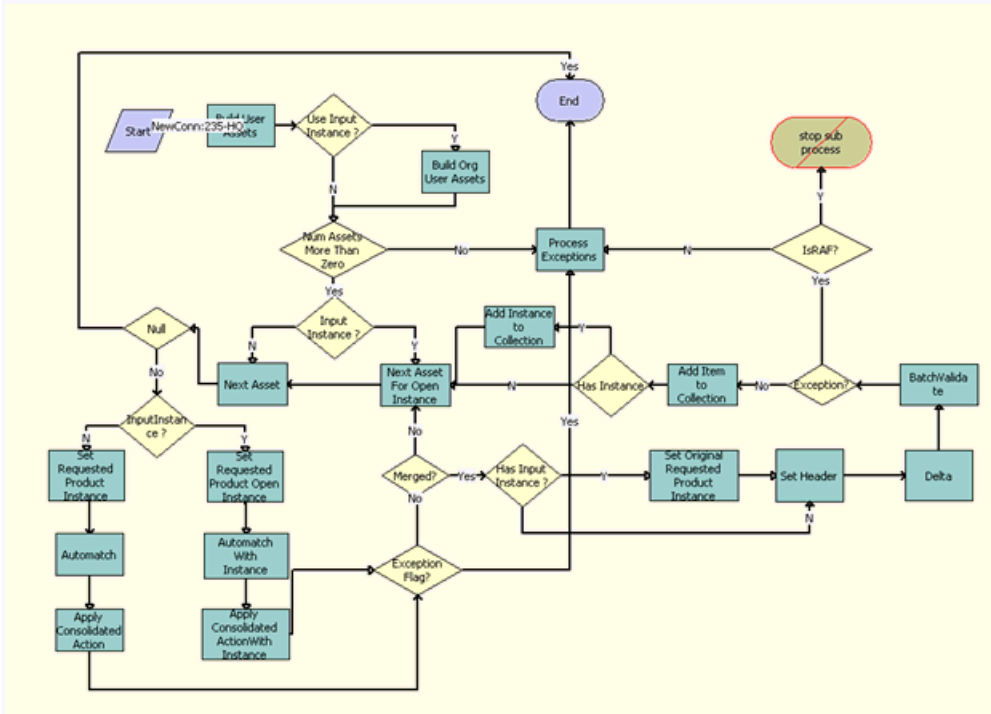 Yes
End
Start
NewConn:235-HO
Build User
Assets
Use Input
Instance ?
Y
stop sub
process
Build Org
User Assets
N
Y
Num Assets
More Than
Zero
No
Process
Exceptions
N
IsRAF?
Yes
Yes
Null
Input
Instance ?
Add Instance
to
Collection
Y
N
Y
No
Next Asset
Next Asset
For Open
Instance
N
Has Instance
Add Item
to
Collection
No
Exception?
BatchValida
te
InputInstan
ce ?
Yes
N
Y
No
Set
Requested
Product
Instance
Set
Requested
Product Open
Instance
Merged?
Yes
Has Input
Instance ?
Y
Set Original
Requested
Product
Instance
Set Header
Delta
No
N
Automatch
Automatch
With
Instance
Exception
Flag?
Apply
Consolidated
Action
Apply
Consolidated
ActionWith
Instance